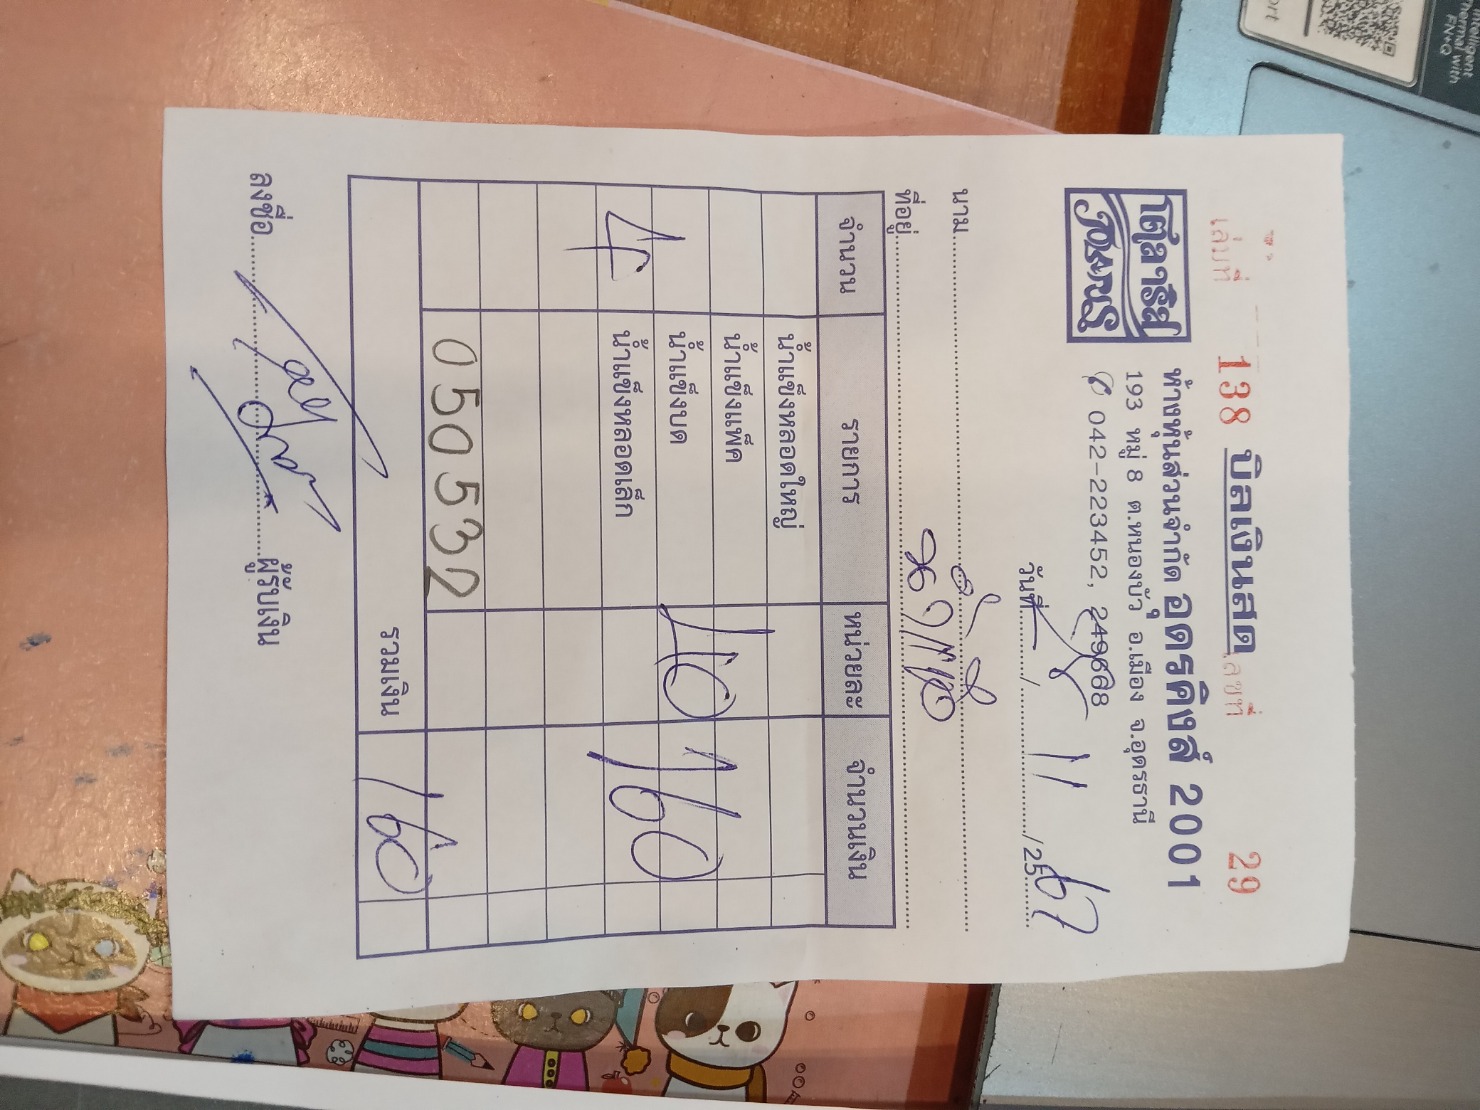 เล่มที่ 138 บิลเงินสด เลขที่ 29
โตลาริส
POLARIS
ห้างหุ้นส่วนจำกัด อุดรคิงส์ 2001
193 หมู่ 8 ต.หนองบัว อ.เมือง จ.อุดรธานี
042-223452, 249668
วันที่ / 11 /2567
นาม
ที่อยู่
จำนวน รายการ หน่วยละ จำนวนเงิน
น้ำแข็งหลอดใหญ่
น้ำแข็งแพ็ค
น้ำแข็งบด
4 น้ำแข็งหลอดเล็ก 40 160
050532
รวมเงิน 160
ลงชื่อ ผู้รับเงิน